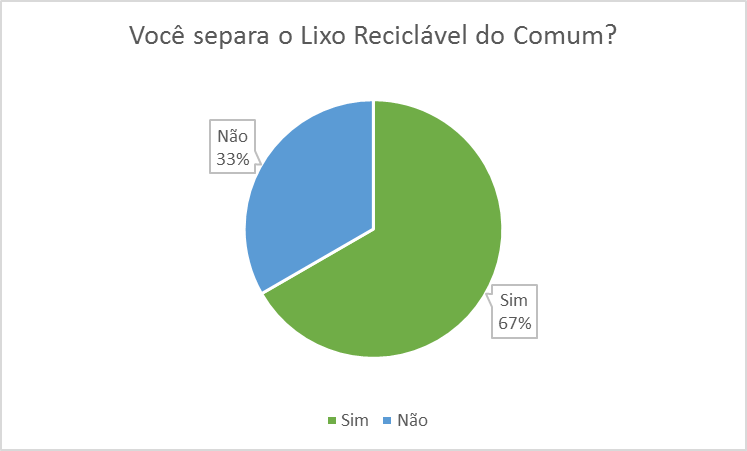 Você separa o Lixo Reciclável do Comum?
Não
33%
Sim
67%
Sim Não